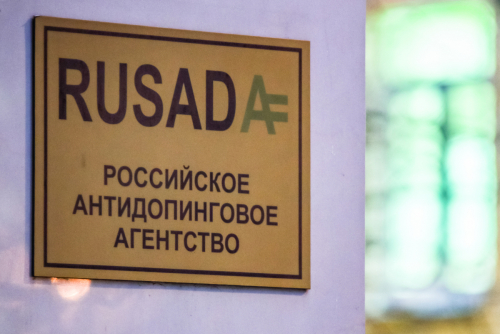 RUSADA
РОССИЙСКОЕ
АНТИДОПИНГОВОЕ
АГЕНТСТВО